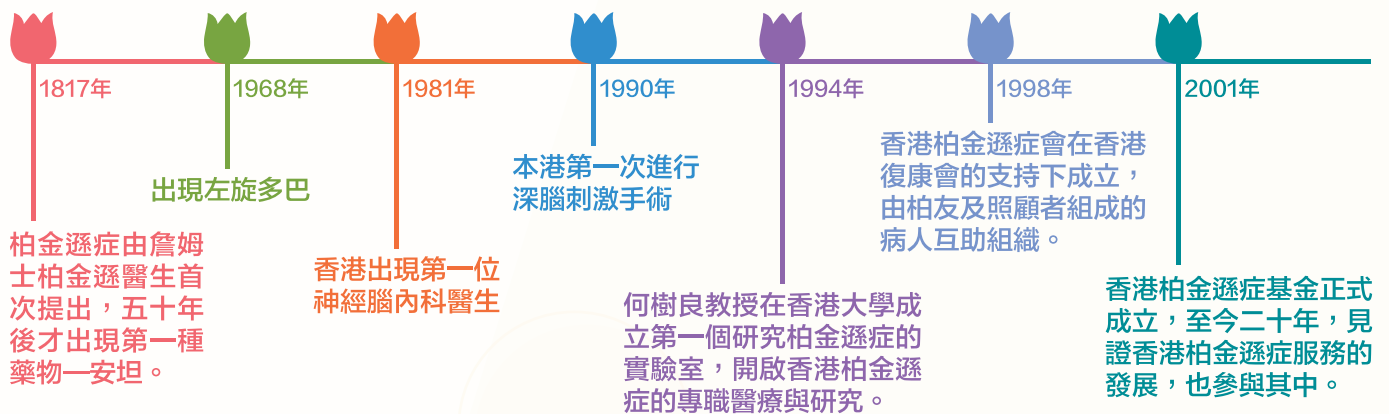 1817年
柏金遜症由詹姆
士柏金遜醫生首
次提出，五十年
後才出現第一種
藥物—安坦。
1968年
出現左旋多巴
1981年
香港出現第一位
神經腦內科醫生
1990年
本港第一次進行
深腦刺激手術
1994年
何樹良教授在香港大學成
立第一個研究柏金遜症的
實驗室，開啟香港柏金遜
症的專職醫療與研究。
1998年
香港柏金遜症會在香港
復康會的支持下成立，
由柏友及照顧者組成的
病人互助組織。
2001年
香港柏金遜症基金正式
成立，至今二十年，見
證香港柏金遜症服務的
發展，也參與其中。